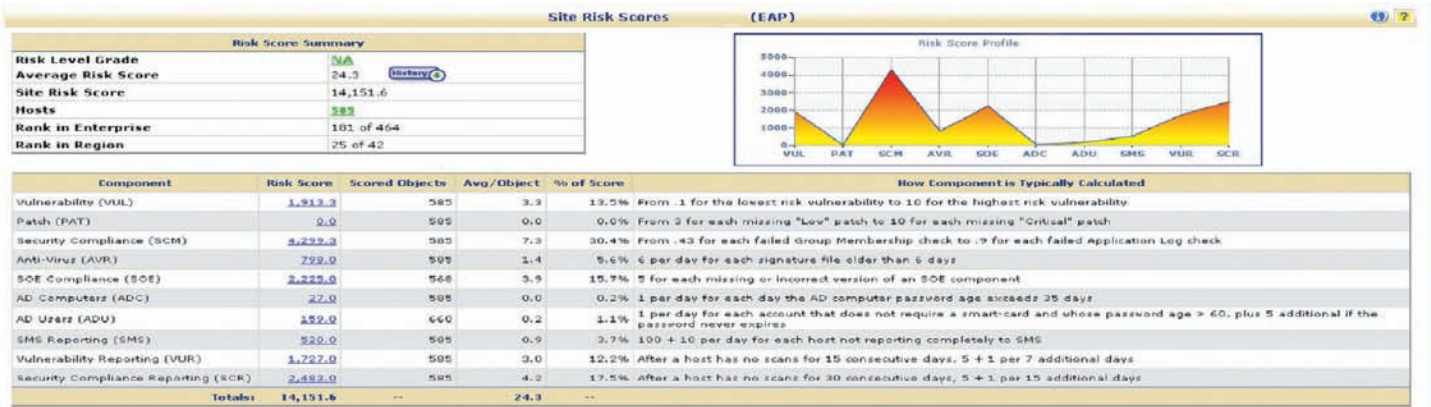 Site Risk Scores (EAP)
Risk Score Summary
Risk Level Grade NA
Average Risk Score 24.3 History
Site Risk Score 14,151.6
Hosts 585
Rank in Enterprise 181 of 464
Rank in Region 25 of 42
Risk Score Profile
5000
4000
3000
2000
1000
0
VUL PAT SCM AVR SOE ADC ADU SMS VUR SCR
Component Risk Score Scored Objects Avg/Object % of Score How Component is Typically Calculated
Vulnerability (VUL) 1,913.3 585 3.3 13.5% From .1 for the lowest risk vulnerability to 10 for the highest risk vulnerability
Patch (PAT) 0.0 585 0.0 0.0% From 3 for each missing "Low" patch to 10 for each missing "Critical" patch
Security Compliance (SCM) 4,299.3 585 7.3 30.4% From .43 for each failed Group Membership check to .9 for each failed Application Log check
Anti-Virus (AVR) 798.0 585 1.4 5.6% 6 per day for each signature file older than 6 days
SOE Compliance (SOE) 2,225.0 568 3.9 15.7% 5 for each missing or incorrect version of an SOE component
AD Computers (ADC) 27.0 585 0.0 0.2% 1 per day for each day the AD computer password age exceeds 35 days
AD Users (ADU) 159.0 660 0.2 1.1% 1 per day for each account that does not require a smart-card and whose password age > 60, plus 5 additional if the
password never expires
SMS Reporting (SMS) 520.0 585 0.9 3.7% 100 + 10 per day for each host not reporting completely to SMS
Vulnerability Reporting (VUR) 1,727.0 585 3.0 12.2% After a host has no scans for 15 consecutive days, 5 + 1 per 7 additional days
Security Compliance Reporting (SCR) 2,483.0 585 4.2 17.5% After a host has no scans for 30 consecutive days, 5 + 1 per 15 additional days
Totals: 14,151.6 -- 24.3 --